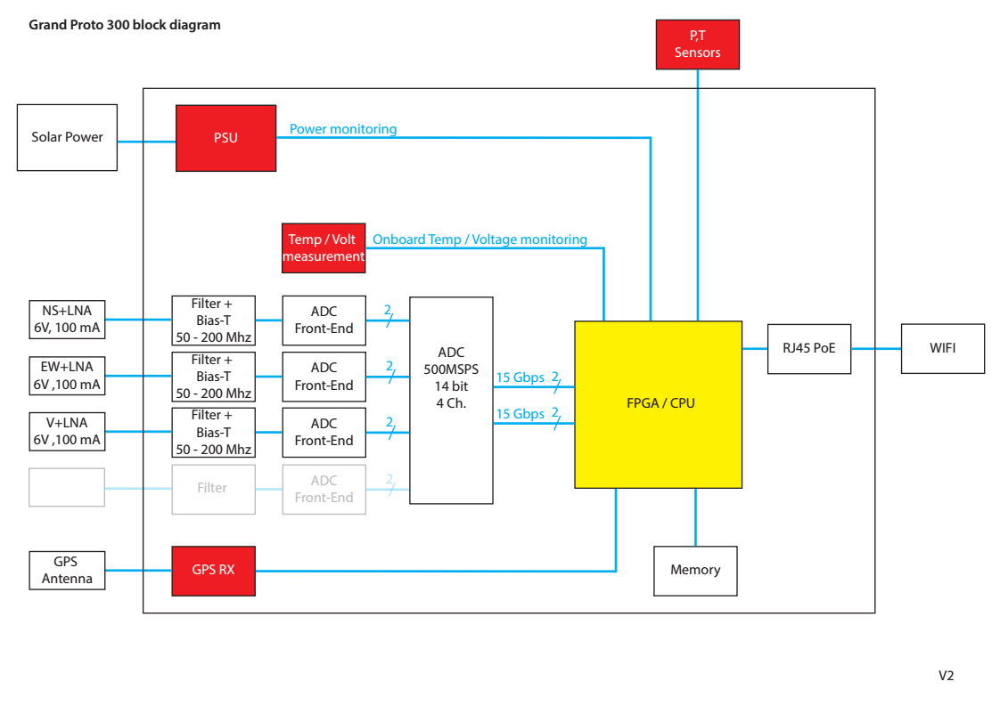 Grand Proto 300 block diagram
P,T
Sensors
Solar Power
PSU
Power monitoring
Temp / Volt
measurement
Onboard Temp / Voltage monitoring
NS+LNA
6V, 100 mA
Filter +
Bias-T
50 - 200 Mhz
ADC
Front-End
2
EW+LNA
6V ,100 mA
Filter +
Bias-T
50 - 200 Mhz
ADC
Front-End
2
V+LNA
6V ,100 mA
Filter +
Bias-T
50 - 200 Mhz
ADC
Front-End
2
Filter
ADC
Front-End
2
ADC
500MSPS
14 bit
4 Ch.
15 Gbps 2
15 Gbps 2
FPGA / CPU
RJ45 PoE
WIFI
GPS
Antenna
GPS RX
Memory
V2